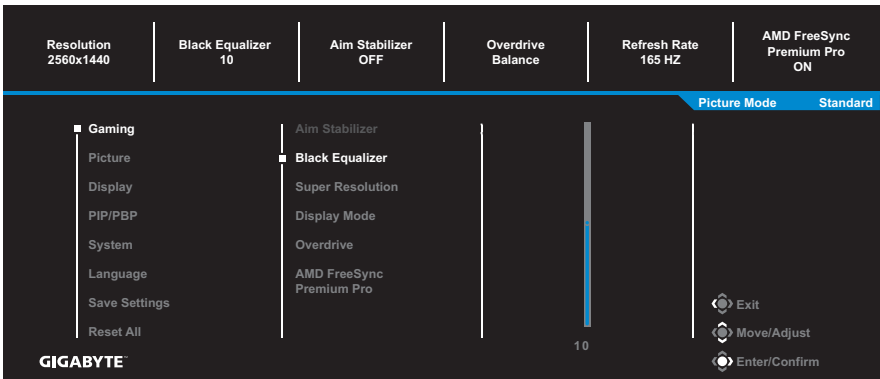 Resolution
2560x1440
Black Equalizer
10
Aim Stabilizer
OFF
Overdrive
Balance
Refresh Rate
165 HZ
AMD FreeSync
Premium Pro
ON
Picture Mode Standard
Gaming
Picture
Display
PIP/PBP
System
Language
Save Settings
Reset All
Aim Stabilizer
Black Equalizer
Super Resolution
Display Mode
Overdrive
AMD FreeSync
Premium Pro
10
Exit
Move/Adjust
Enter/Confirm
GIGABYTE™